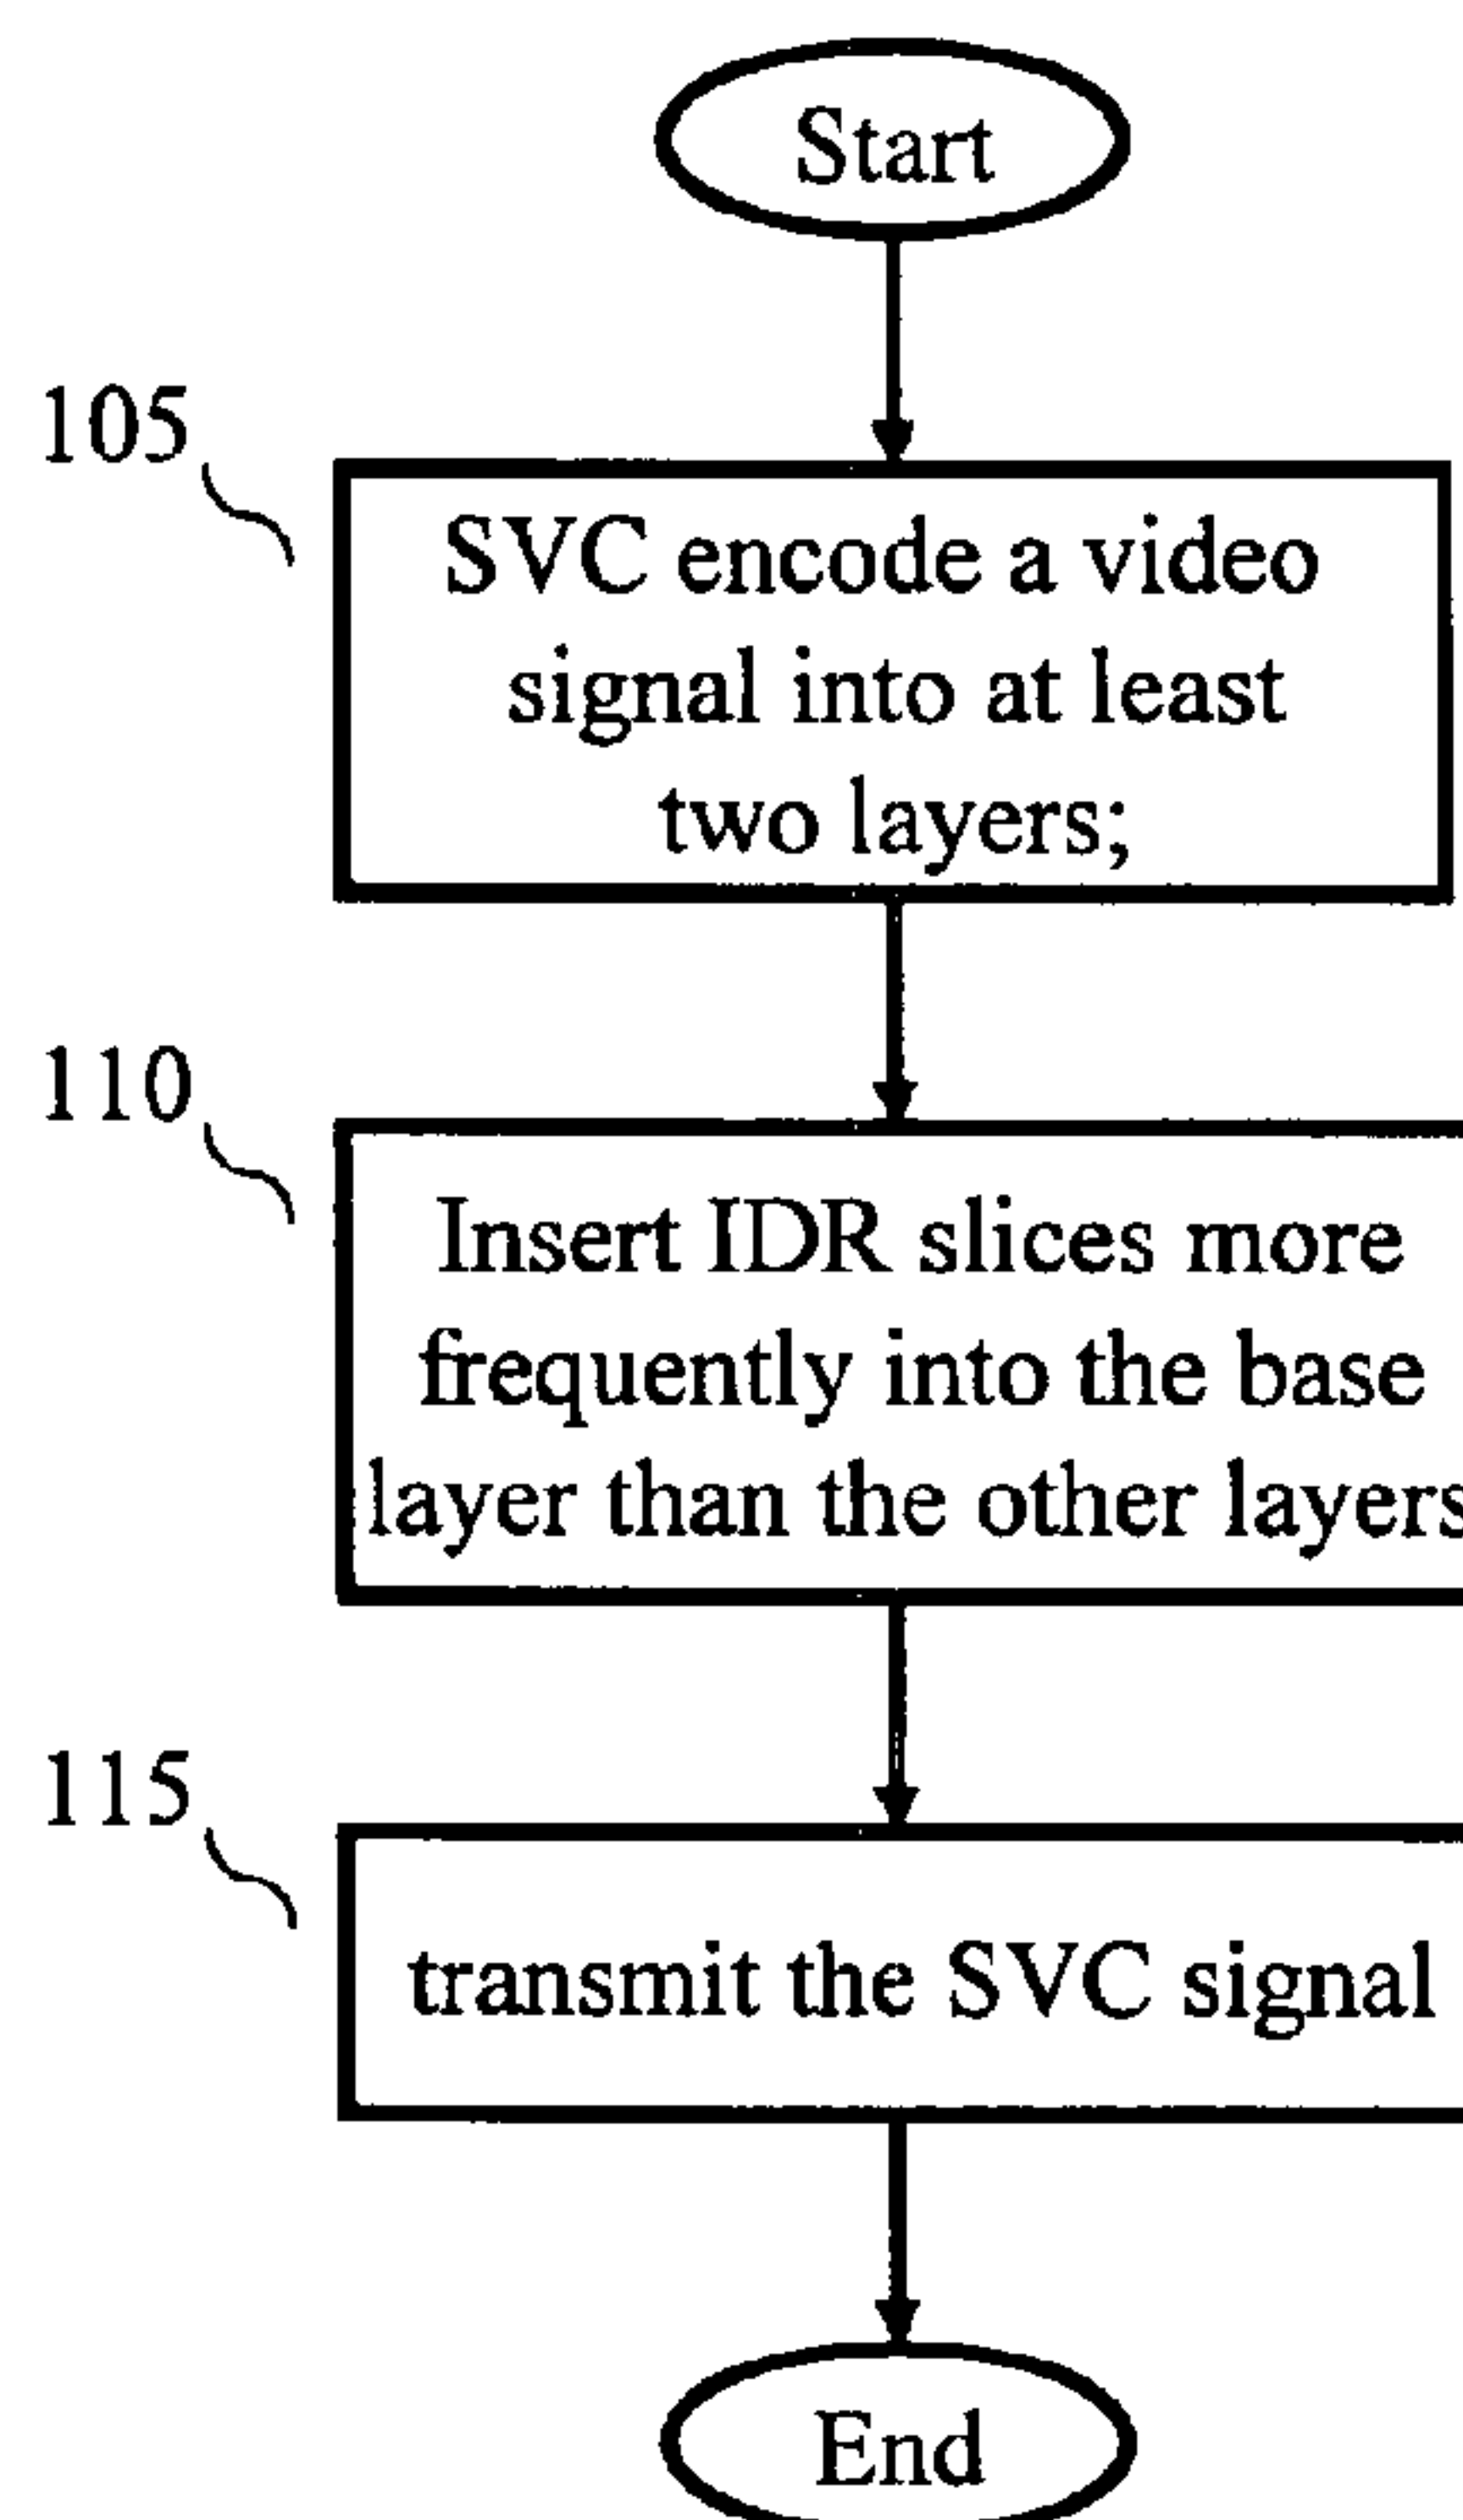 Start
105
SVC encode a video
signal into at least
two layers;
110
Insert IDR slices more
frequently into the base
layer than the other layers
115
transmit the SVC signal
End